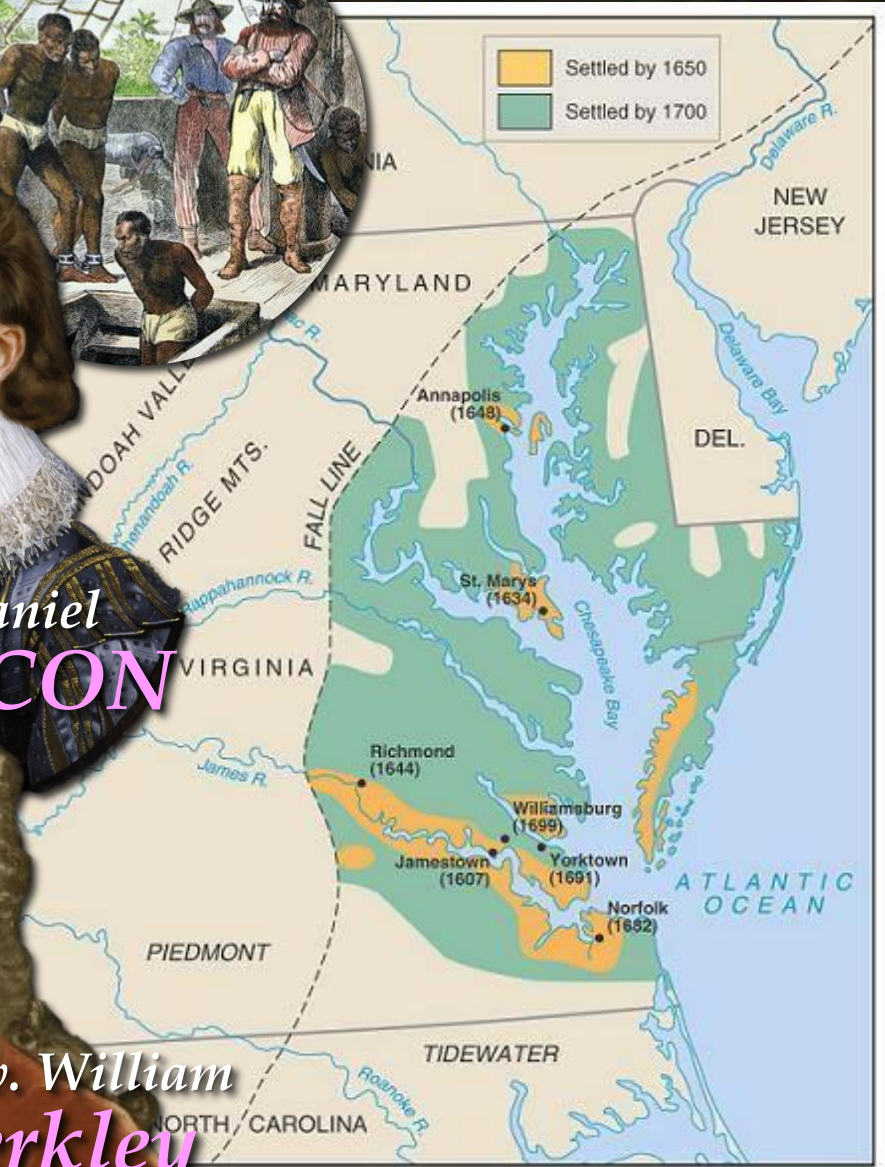 Settled by 1650
Settled by 1700
Delaware R.
NEW
JERSEY
MARYLAND
Annapolis
(1648)
Delaware Bay
DEL.
RIDGE MTS.
FALL LINE
Rappahannock R.
St. Marys
(1634)
Chesapeake Bay
VIRGINIA
Richmond
(1644)
James R.
Williamsburg
(1699)
Jamestown
(1607)
Yorktown
(1691)
ATLANTIC
OCEAN
Norfolk
(1682)
PIEDMONT
TIDEWATER
William
Roanoke R.
NORTH CAROLINA